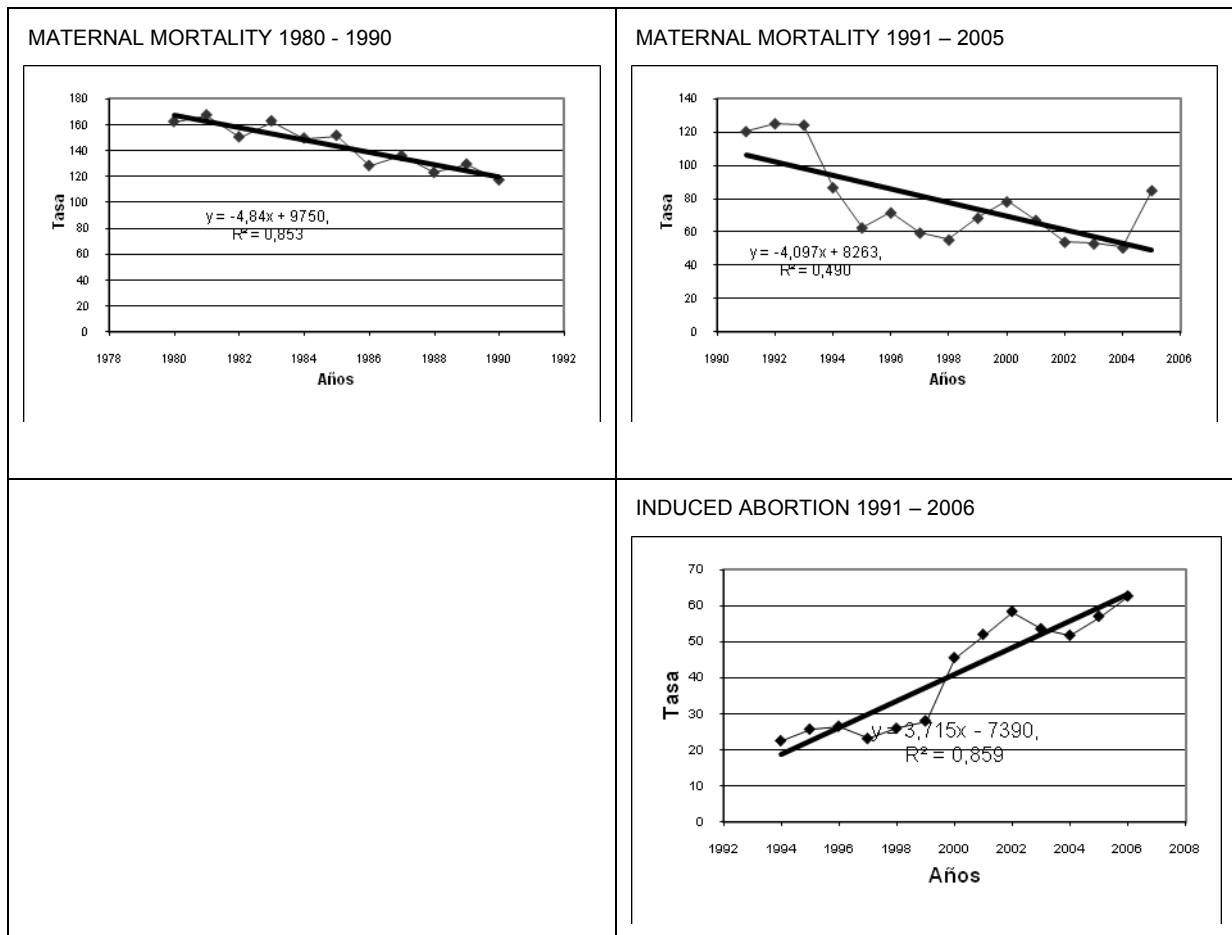 MATERNAL MORTALITY 1980 - 1990
180
160
140
120
100
80
60
40
20
0
Tasa
y = -4,84x + 9750,
R² = 0,853
1978 1980 1982 1984 1986 1988 1990 1992
Años
MATERNAL MORTALITY 1991 – 2005
140
120
100
80
60
40
20
0
Tasa
y = -4,097x + 8263,
R² = 0,490
1990 1992 1994 1996 1998 2000 2002 2004 2006
Años
INDUCED ABORTION 1991 – 2006
70
60
50
40
30
20
10
0
Tasa
y = 3,715x - 7390,
R² = 0,859
1992 1994 1996 1998 2000 2002 2004 2006 2008
Años